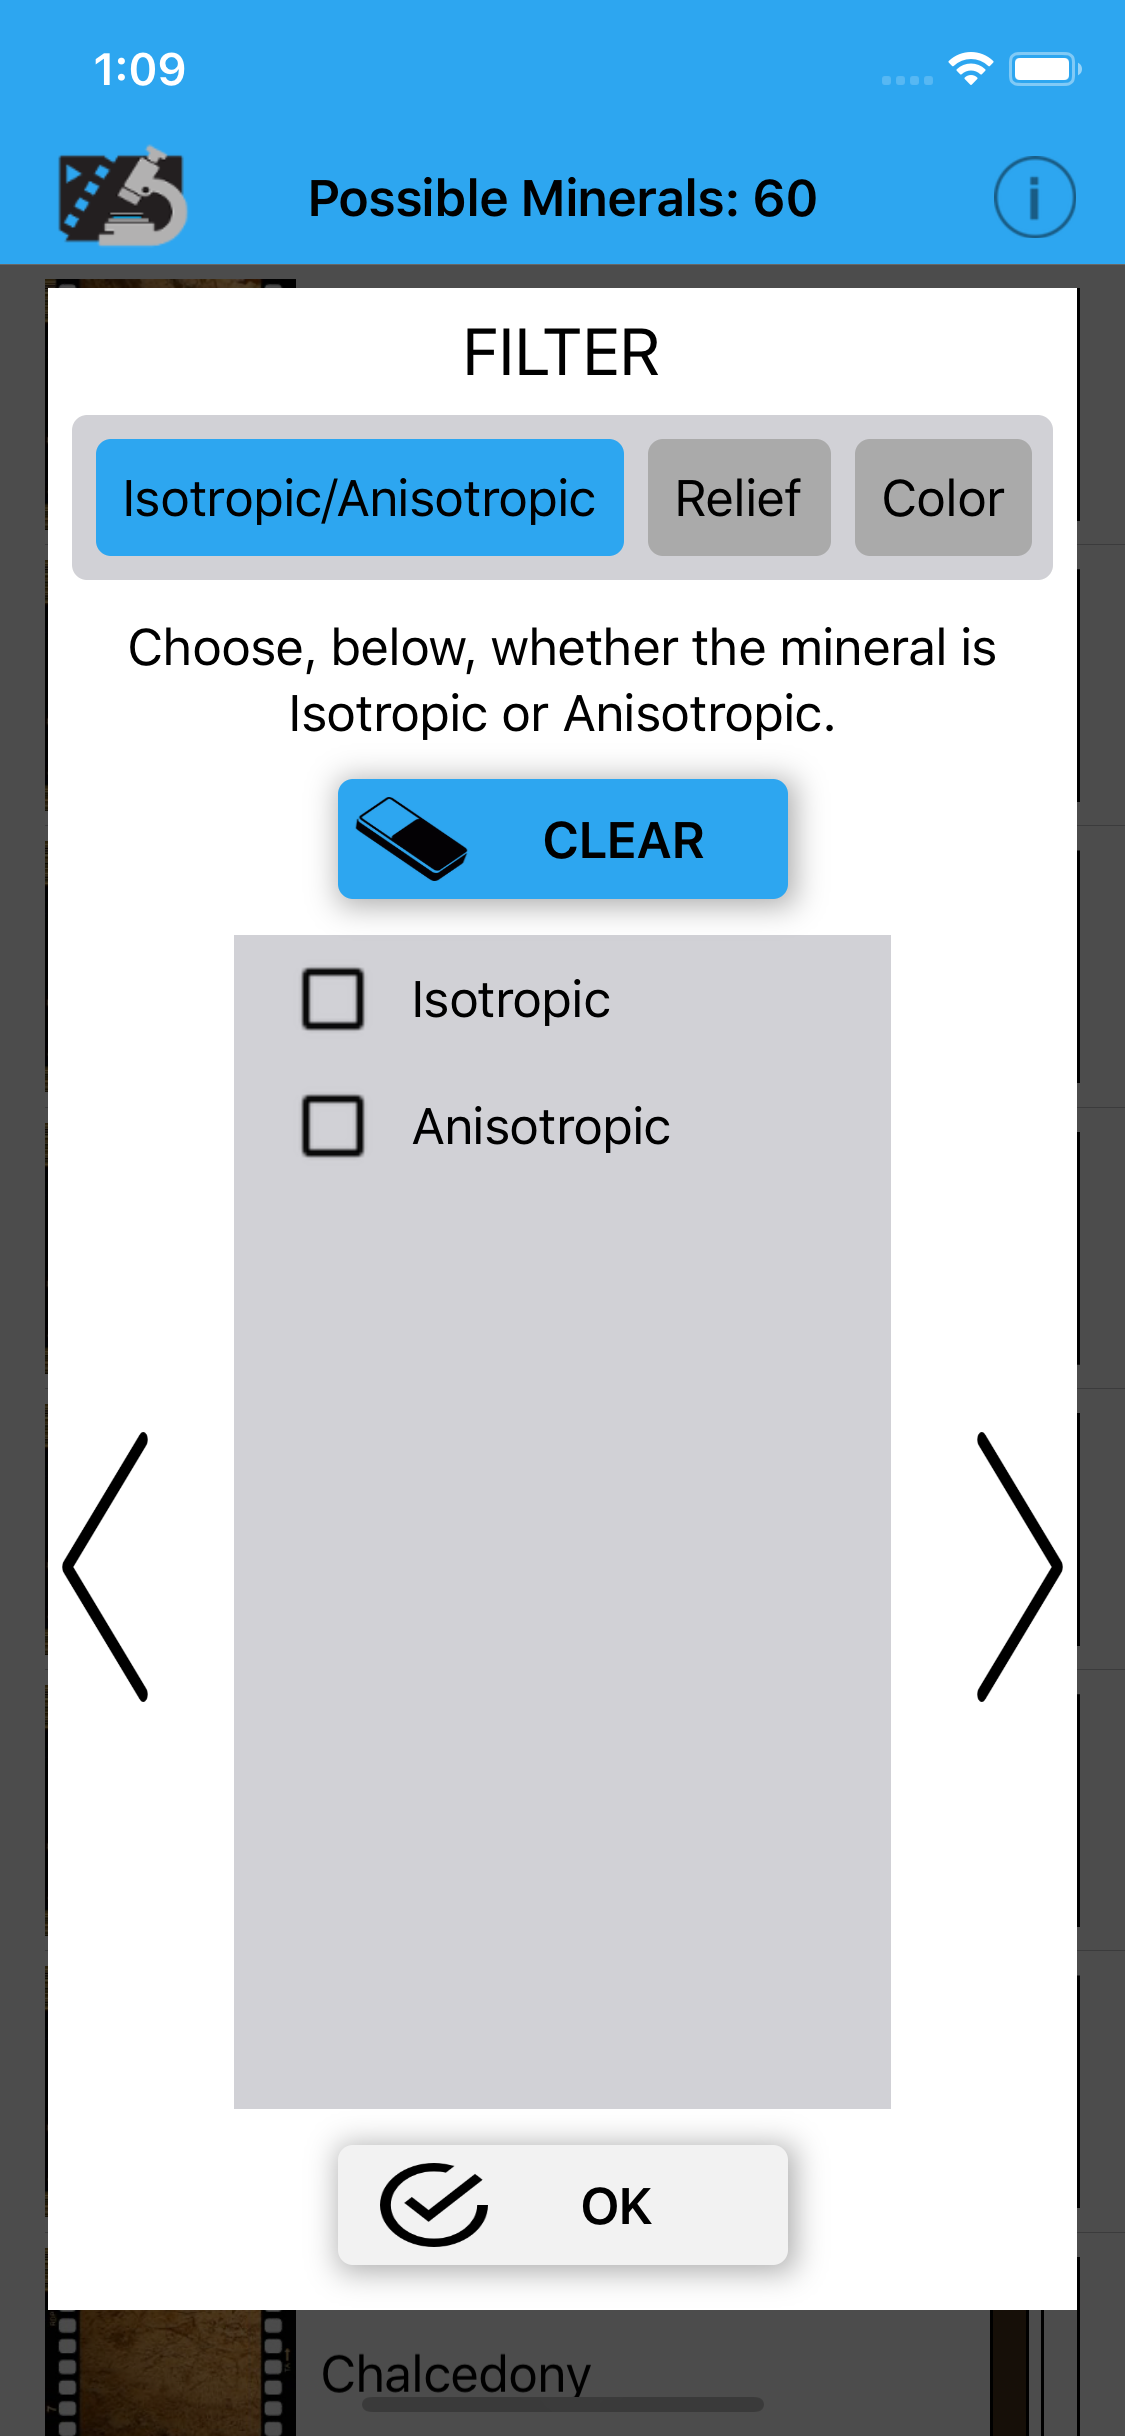 1:09
Possible Minerals: 60
FILTER
Isotropic/Anisotropic
Relief
Color
Choose, below, whether the mineral is
Isotropic or Anisotropic.
CLEAR
Isotropic
Anisotropic
OK
Chalcedony